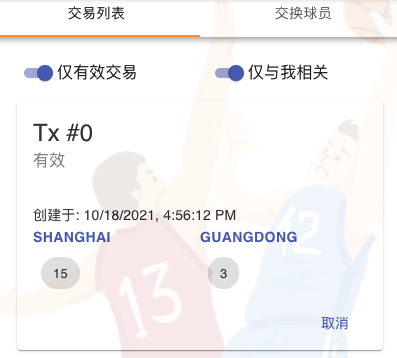 交易列表 交换球员
仅有效交易 仅与我相关
Tx #0
有效
创建于: 10/18/2021, 4:56:12 PM
SHANGHAI GUANGDONG
15 3
取消
13 12